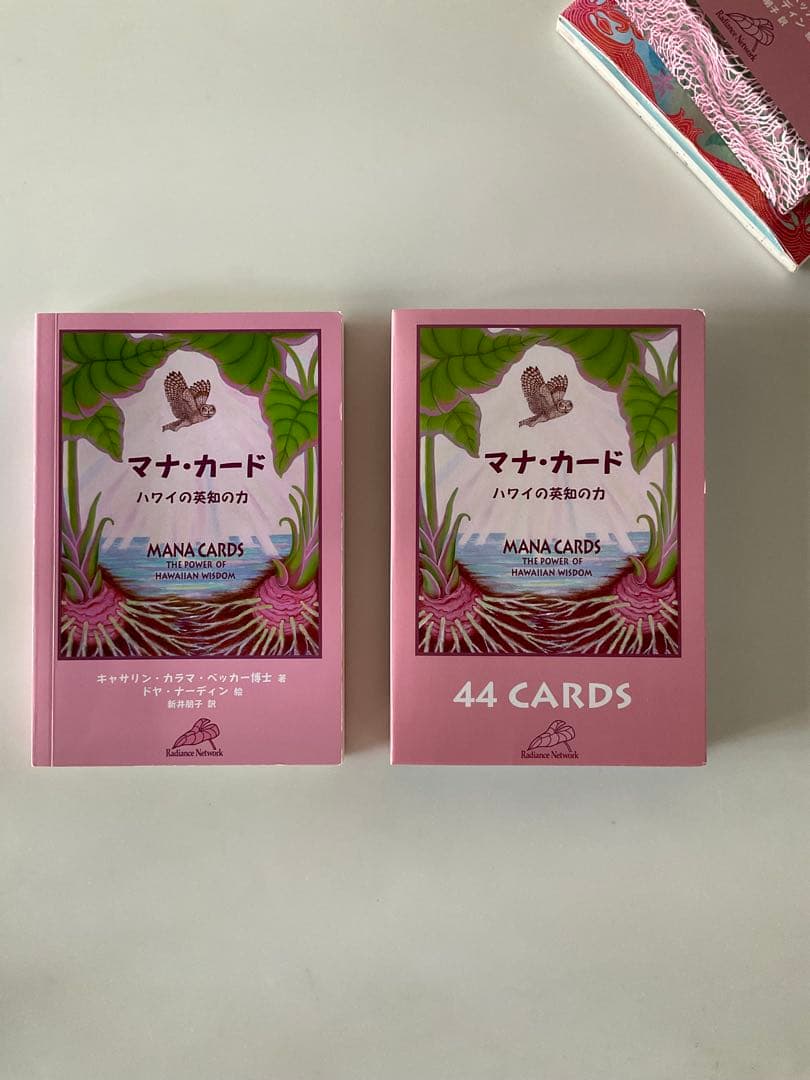 マナ・カード
ハワイの英知の力
MANA CARDS
THE POWER OF
HAWAIIAN WISDOM
キャサリン・カラマ・ベッカー博士 著
ドヤ・ナーディン 絵
新井朋子 訳
Radiance Network
マナ・カード
ハワイの英知の力
MANA CARDS
THE POWER OF
HAWAIIAN WISDOM
44 CARDS
Radiance Network
Radiance Network